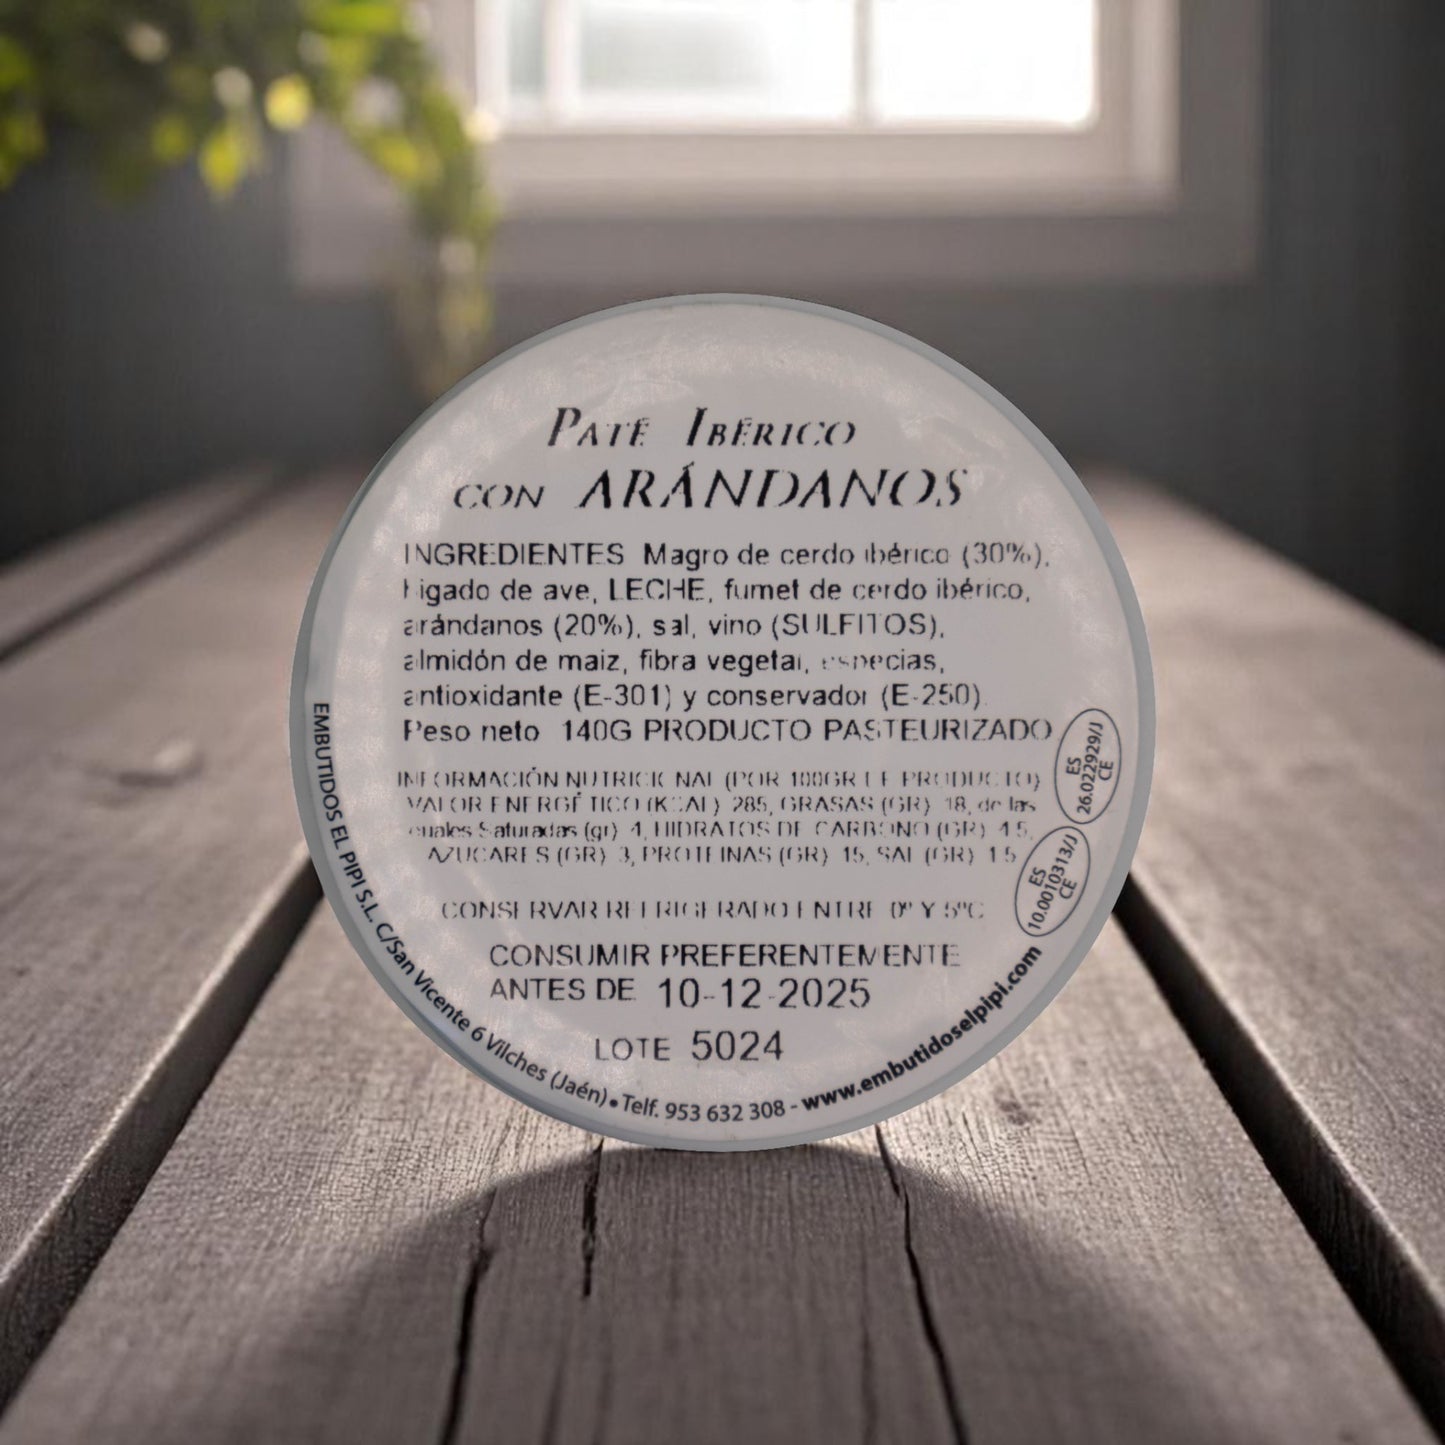 PATÉ IBÉRICO
CON ARÁNDANOS
INGREDIENTES Magro de cerdo ibérico (30%),
higado de ave, LECHE, fumet de cerdo ibérico,
arándanos (20%), sal, vino (SULFITOS),
almidón de maiz, fibra vegetal, especias,
antioxidante (E-301) y conservador (E-250).
Peso neto 140G PRODUCTO PASTEURIZADO
INFORMACIÓN NUTRICIONAL (POR 100GR DE PRODUCTO)
VALOR ENERGÉTICO (KCAL) 285, GRASAS (GR) 18, de las
cuales Saturadas (gr) 4, HIDRATOS DE CARBONO (GR) 4.5,
AZUCARES (GR) 3, PROTEINAS (GR) 15, SAL (GR) 1.5
CONSERVAR REFRIGERADO ENTRE 0º Y 5ºC
CONSUMIR PREFERENTEMENTE
ANTES DE 10-12-2025
LOTE 5024
ES
26.022929/J
CE
ES
10.0010313/J
CE
EMBUTIDOS EL PIPI S.L. C/San Vicente 6 Vilches (Jaén) • Telf. 953 632 308 - www.embutidoselpipi.com